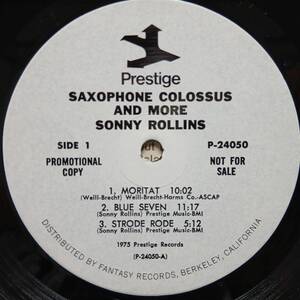 Prestige
SAXOPHONE COLOSSUS
AND MORE
SONNY ROLLINS
SIDE 1
P-24050
PROMOTIONAL
COPY
NOT FOR
SALE
1. MORITAT 10:02
(Weill-Brecht) Weill-Brecht-Harms Co.-ASCAP
2. BLUE SEVEN 11:17
(Sonny Rollins) Prestige Music-BMI
3. STRODE RODE 5:12
(Sonny Rollins) Prestige Music-BMI
1975 Prestige Records
(P-24050-A)
DISTRIBUTED BY FANTASY RECORDS, BERKELEY, CALIFORNIA